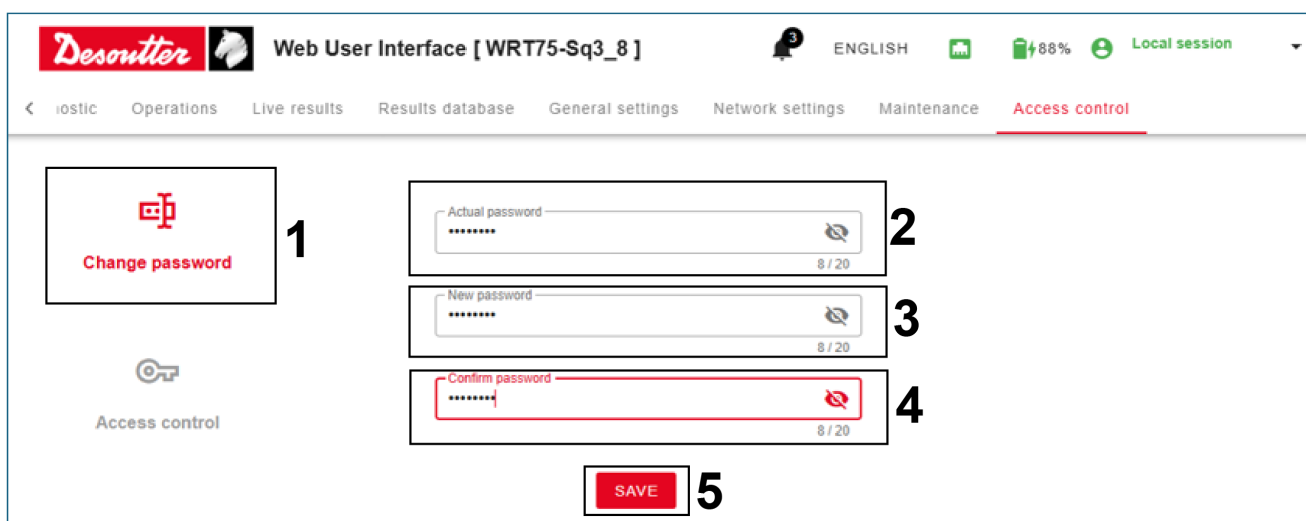 Desoutter Web User Interface [ WRT75-Sq3_8 ] 3 ENGLISH 88% Local session
nostic Operations Live results Results database General settings Network settings Maintenance Access control
Change password
1
Actual password
••••••••
8 / 20
2
New password
••••••••
8 / 20
3
Access control
Confirm password
••••••••
8 / 20
4
SAVE
5